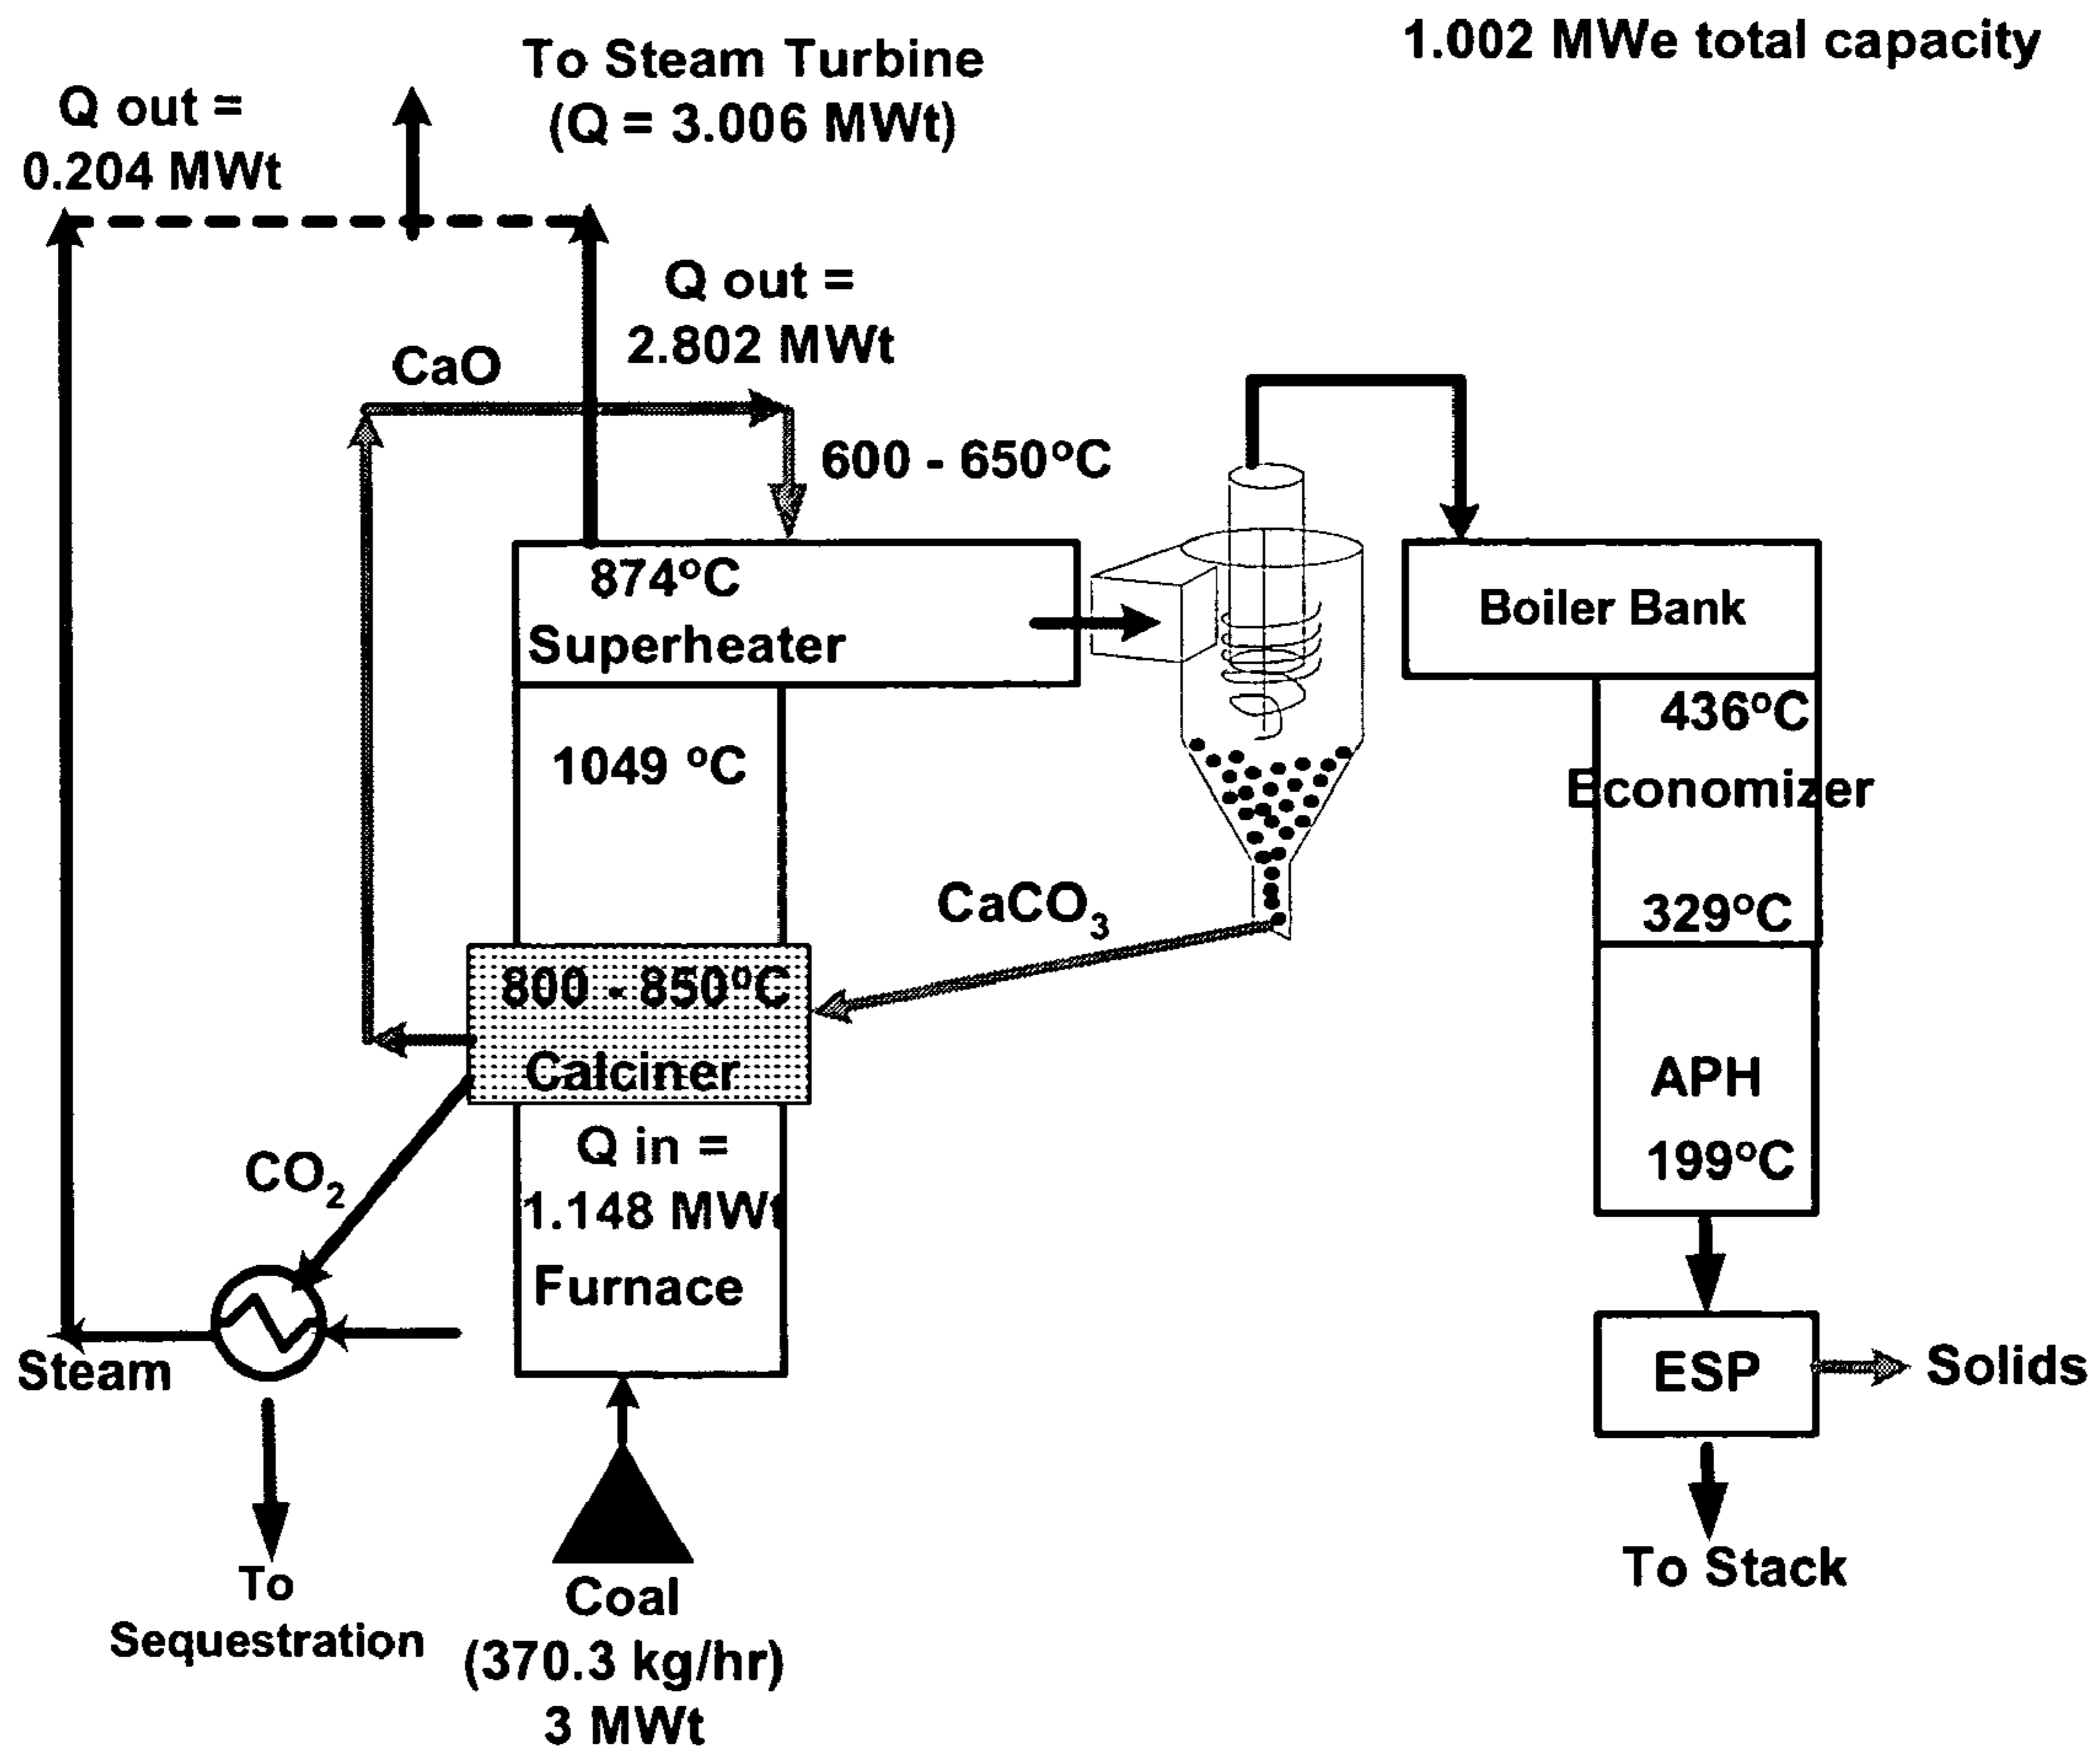 1.002 MWe total capacity
To Steam Turbine
(Q = 3.006 MWt)
Q out =
0.204 MWt
Q out =
2.802 MWt
CaO
600 - 650°C
874°C
Superheater
1049 °C
Boiler Bank
436°C
Economizer
329°C
APH
199°C
CaCO₃
800 - 850°C
Calciner
Q in =
1.148 MWt
Furnace
CO₂
Steam
To
Sequestration
Coal
(370.3 kg/hr)
3 MWt
ESP
Solids
To Stack